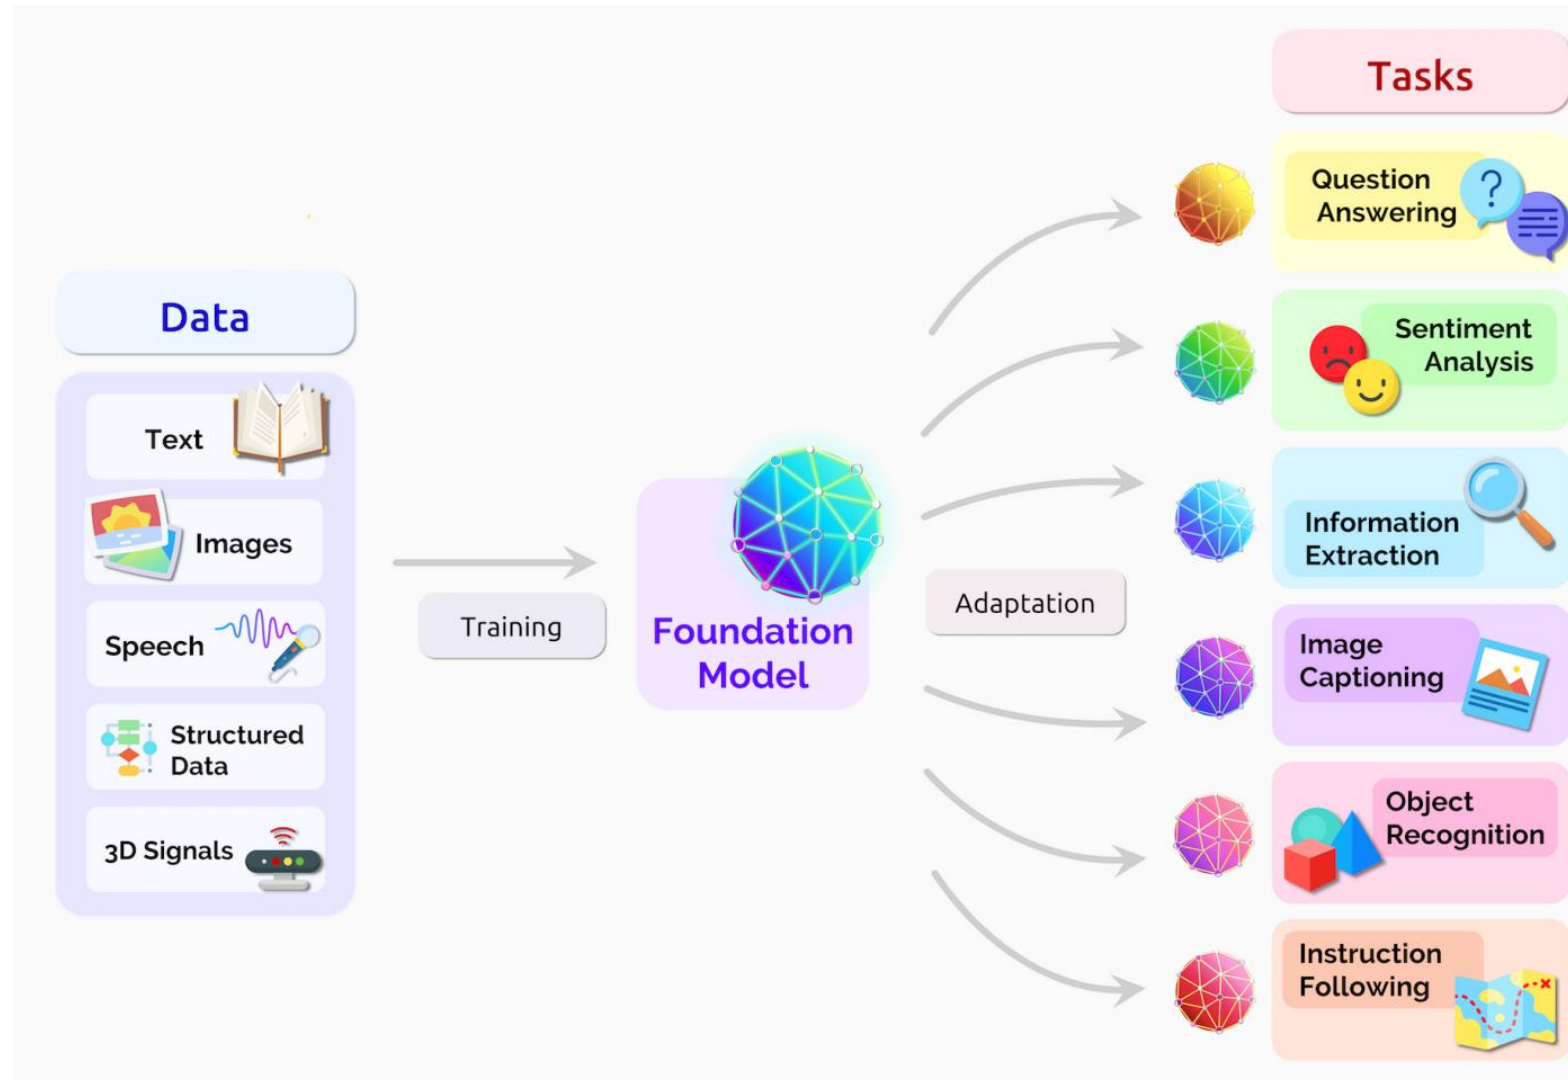 Data
Text
Images
Speech
Structured
Data
3D Signals
Training
Foundation
Model
Adaptation
Tasks
Question
Answering
Sentiment
Analysis
Information
Extraction
Image
Captioning
Object
Recognition
Instruction
Following